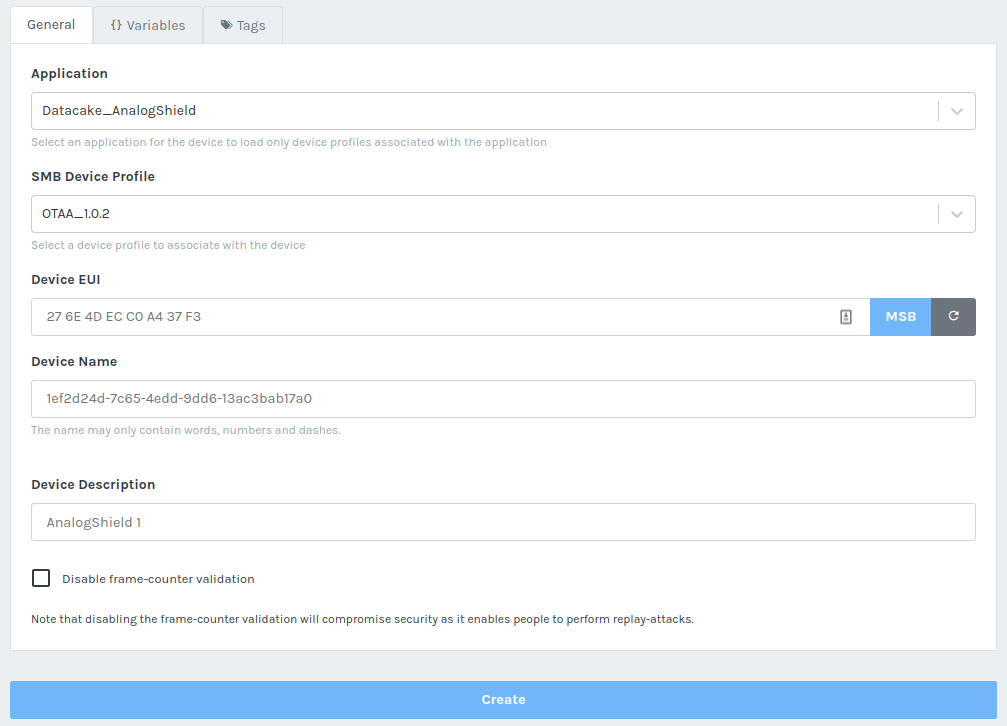 General
{} Variables
Tags
Application
Datacake_AnalogShield
Select an application for the device to load only device profiles associated with the application
SMB Device Profile
OTAA_1.0.2
Select a device profile to associate with the device
Device EUI
27 6E 4D EC C0 A4 37 F3
MSB
Device Name
1ef2d24d-7c65-4edd-9dd6-13ac3bab17a0
The name may only contain words, numbers and dashes.
Device Description
AnalogShield 1
Disable frame-counter validation
Note that disabling the frame-counter validation will compromise security as it enables people to perform replay-attacks.
Create